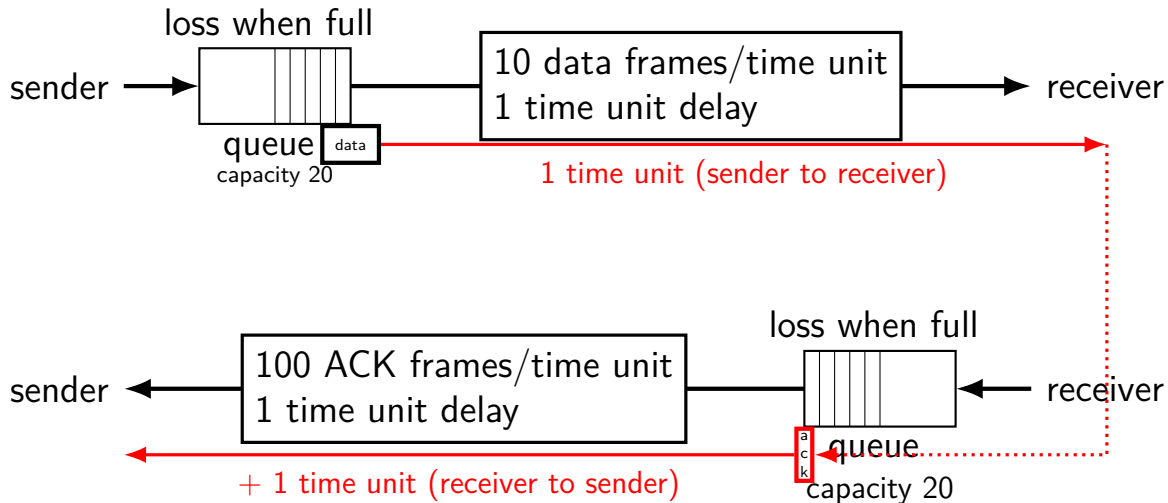 loss when full
sender
10 data frames/time unit
1 time unit delay
receiver
queue
data
capacity 20
1 time unit (sender to receiver)
loss when full
sender
100 ACK frames/time unit
1 time unit delay
receiver
a
c
k
queue
capacity 20
+ 1 time unit (receiver to sender)